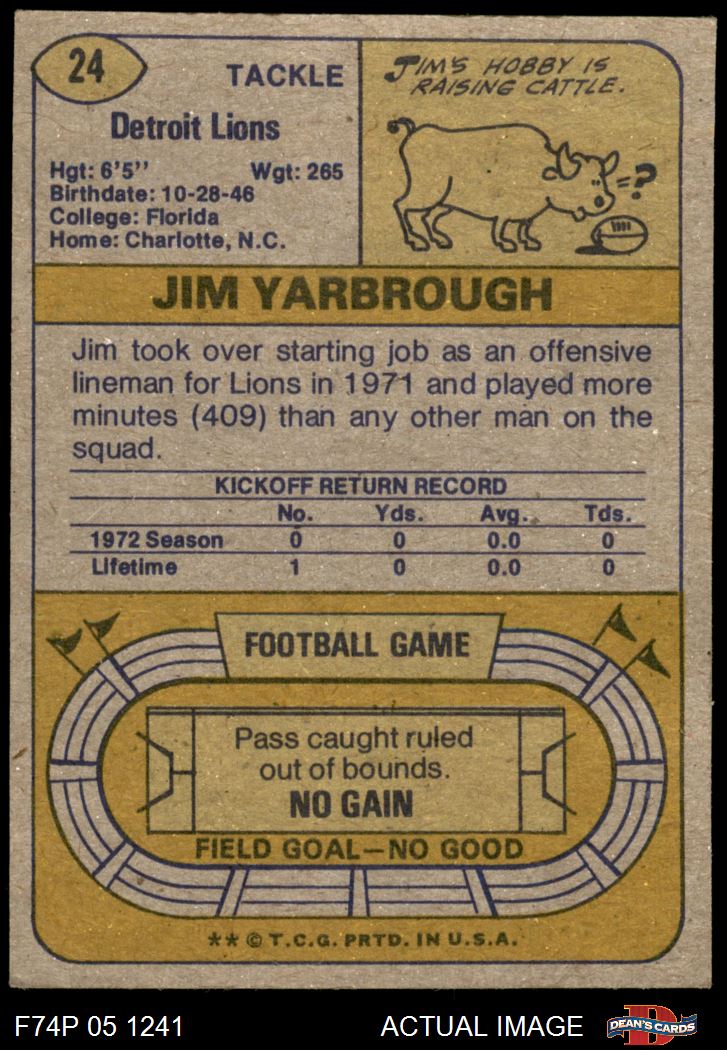 24
TACKLE
Detroit Lions
Hgt: 6'5'' Wgt: 265
Birthdate: 10-28-46
College: Florida
Home: Charlotte, N.C.
JIM'S HOBBY IS
RAISING CATTLE.
=?
JIM YARBROUGH
Jim took over starting job as an offensive
lineman for Lions in 1971 and played more
minutes (409) than any other man on the
squad.
KICKOFF RETURN RECORD
No. Yds. Avg. Tds.
1972 Season 0 0 0.0 0
Lifetime 1 0 0.0 0
FOOTBALL GAME
Pass caught ruled
out of bounds.
NO GAIN
FIELD GOAL—NO GOOD
** © T.C.G. PRTD. IN U.S.A.
F74P 05 1241 ACTUAL IMAGE
D
DEAN'S CARDS